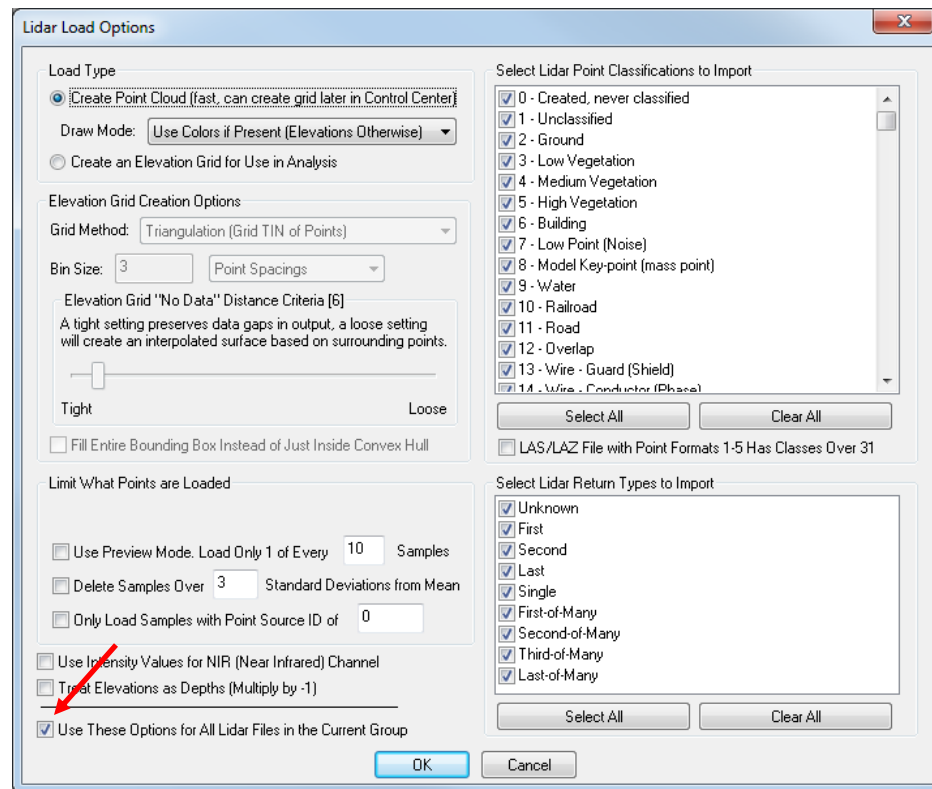 Lidar Load Options
Load Type
Create Point Cloud (fast, can create grid later in Control Center)
Draw Mode: Use Colors if Present (Elevations Otherwise)
Create an Elevation Grid for Use in Analysis
Elevation Grid Creation Options
Grid Method: Triangulation (Grid TIN of Points)
Bin Size: 3 Point Spacings
Elevation Grid "No Data" Distance Criteria [6]
A tight setting preserves data gaps in output, a loose setting
will create an interpolated surface based on surrounding points.
Tight Loose
Fill Entire Bounding Box Instead of Just Inside Convex Hull
Limit What Points are Loaded
Use Preview Mode. Load Only 1 of Every 10 Samples
Delete Samples Over 3 Standard Deviations from Mean
Only Load Samples with Point Source ID of 0
Use Intensity Values for NIR (Near Infrared) Channel
Treat Elevations as Depths (Multiply by -1)
Use These Options for All Lidar Files in the Current Group
Select Lidar Point Classifications to Import
0 - Created, never classified
1 - Unclassified
2 - Ground
3 - Low Vegetation
4 - Medium Vegetation
5 - High Vegetation
6 - Building
7 - Low Point (Noise)
8 - Model Key-point (mass point)
9 - Water
10 - Railroad
11 - Road
12 - Overlap
13 - Wire - Guard (Shield)
14 - Wire - Conductor (Phase)
Select All Clear All
LAS/LAZ File with Point Formats 1-5 Has Classes Over 31
Select Lidar Return Types to Import
Unknown
First
Second
Last
Single
First-of-Many
Second-of-Many
Third-of-Many
Last-of-Many
Select All Clear All
OK Cancel